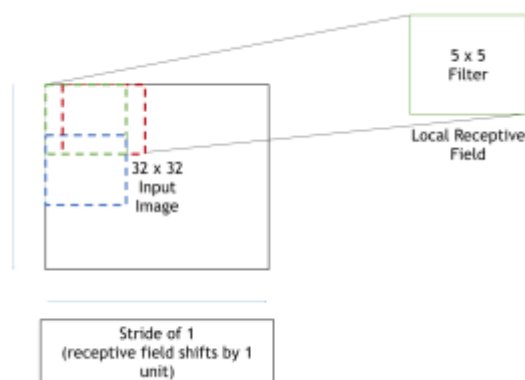 5 x 5
Filter
Local Receptive
Field
32 x 32
Input
Image
Stride of 1
(receptive field shifts by 1
unit)